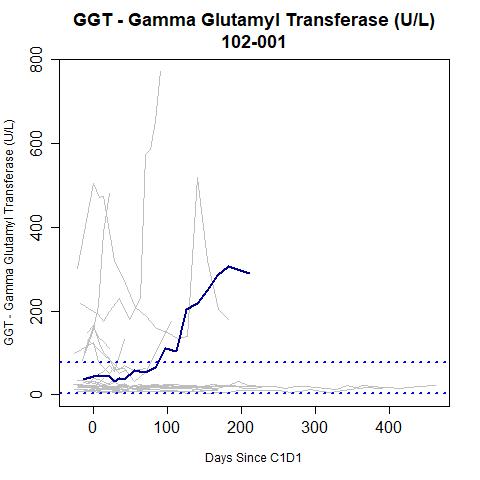 GGT - Gamma Glutamyl Transferase (U/L)
102-001
GGT - Gamma Glutamyl Transferase (U/L)
800
600
400
200
0
0 100 200 300 400
Days Since C1D1